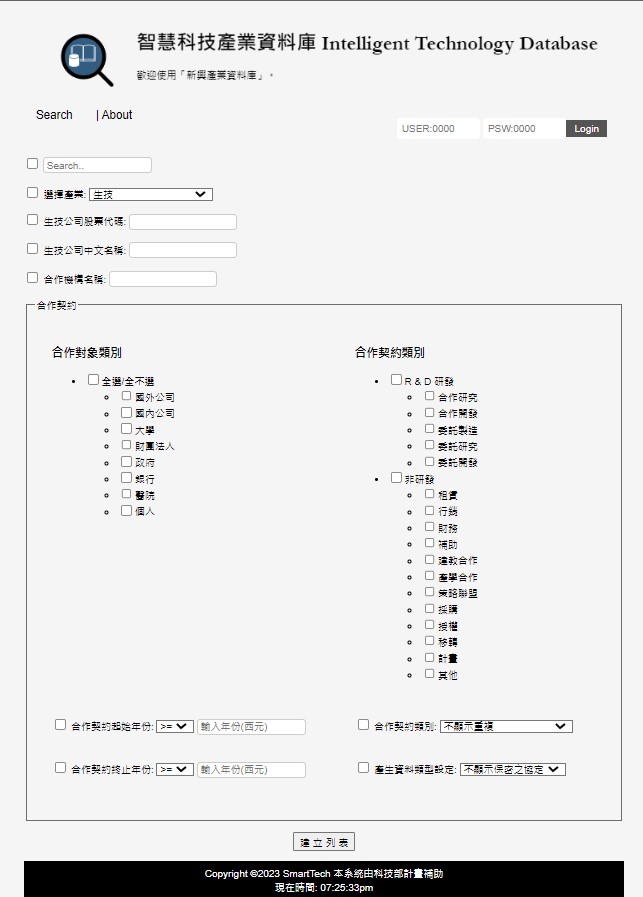 智慧科技產業資料庫 Intelligent Technology Database
歡迎使用「新興產業資料庫」。
Search | About
USER:0000 PSW:0000 Login
Search..
選擇產業: 生技
生技公司股票代碼:
生技公司中文名稱:
合作機構名稱:
合作契約
合作對象類別
全選/全不選
國外公司
國內公司
大學
財團法人
政府
銀行
醫院
個人
合作契約類別
R & D 研發
合作研究
合作開發
委託製造
委託研究
委託開發
非研發
租賃
行銷
財務
補助
建教合作
產學合作
策略聯盟
採購
授權
移轉
計畫
其他
合作契約起始年份: >= 輸入年份(西元)
合作契約類別: 不顯示重複
合作契約終止年份: >= 輸入年份(西元)
產生資料類型設定: 不顯示保密之協定
建立列表
Copyright ©2023 SmartTech 本系統由科技部計畫補助
現在時間: 07:25:33pm